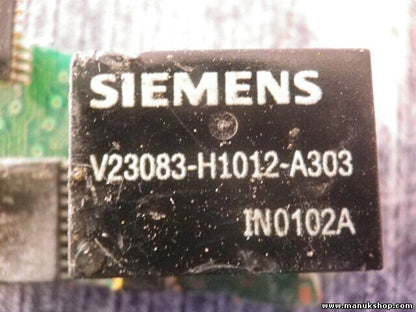 SIEMENS
V23083-H1012-A303
IN0102A
www.manukshop.com